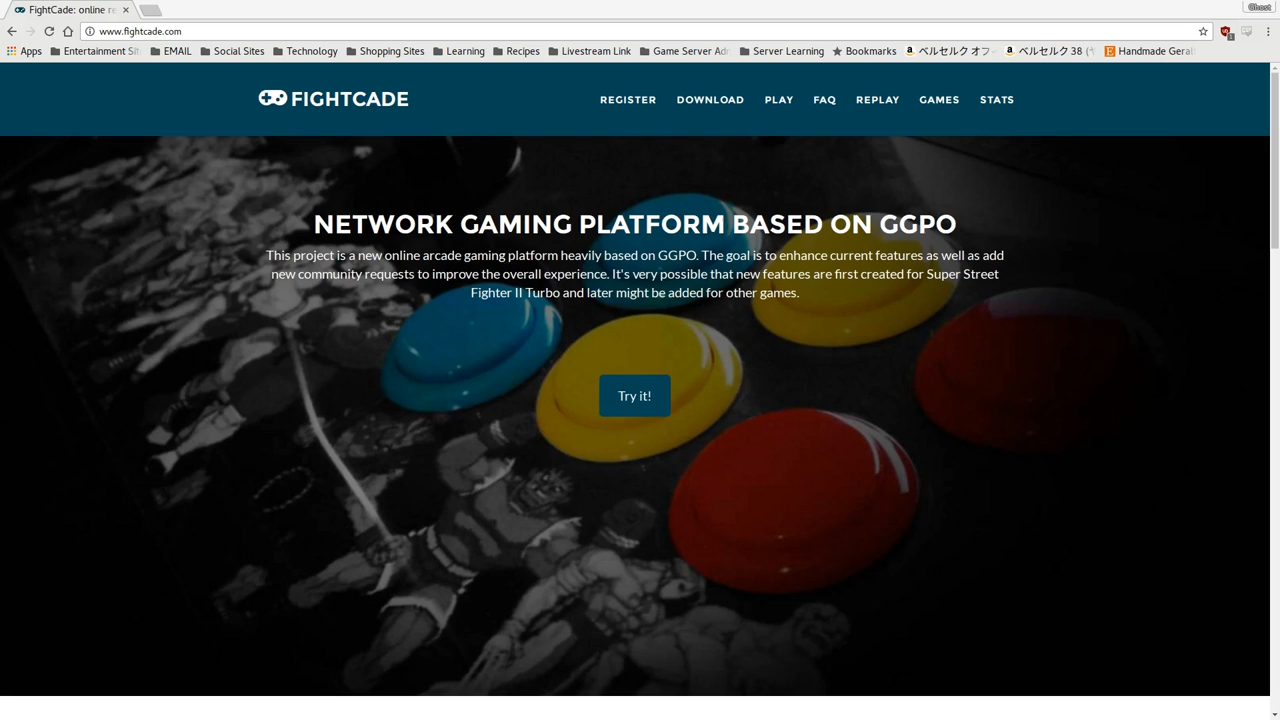 FightCade: online re
Ghost
www.fightcade.com
Apps
Entertainment Si
EMAIL
Social Sites
Technology
Shopping Sites
Learning
Recipes
Livestream Link
Game Server Ad
Server Learning
Bookmarks
ベルセルク オフ
ベルセルク 38 (ヤ
Handmade Geral
FIGHTCADE
REGISTER
DOWNLOAD
PLAY
FAQ
REPLAY
GAMES
STATS
NETWORK GAMING PLATFORM BASED ON GGPO
This project is a new online arcade gaming platform heavily based on GGPO. The goal is to enhance current features as well as add
new community requests to improve the overall experience. It's very possible that new features are first created for Super Street
Fighter II Turbo and later might be added for other games.
Try it!